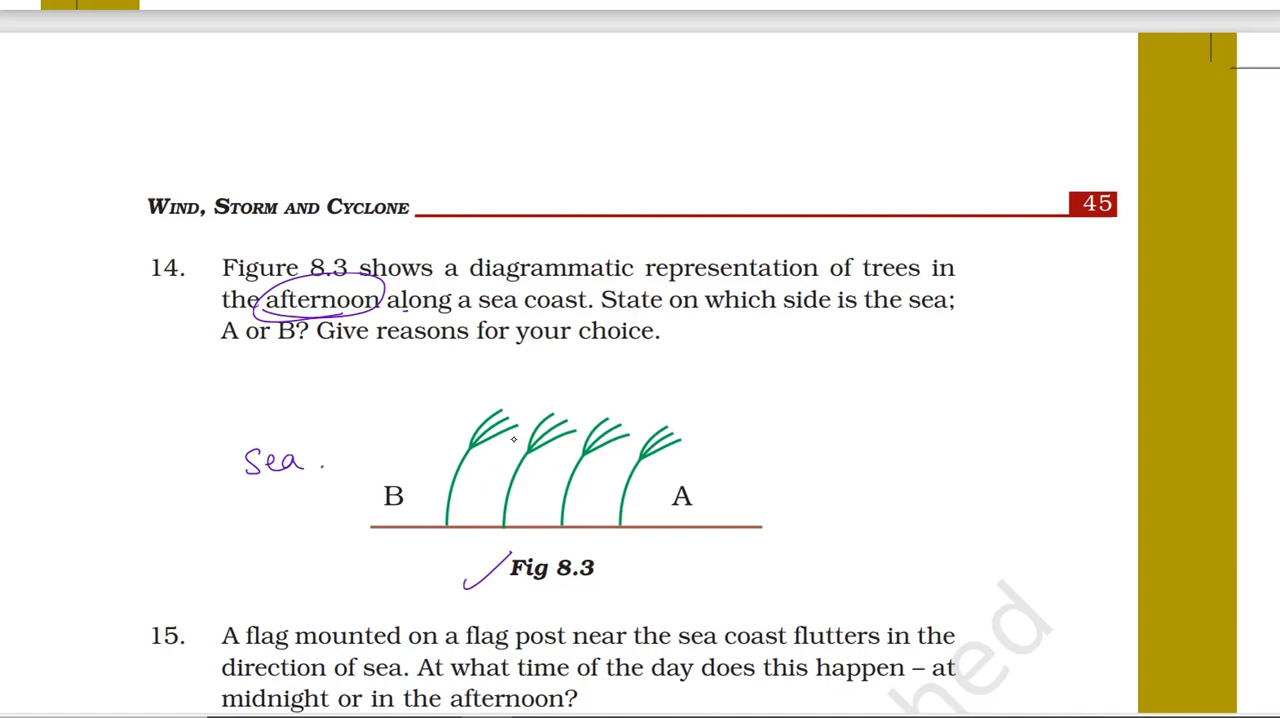 WIND, STORM AND CYCLONE 45
14. Figure 8.3 shows a diagrammatic representation of trees in
the afternoon along a sea coast. State on which side is the sea;
A or B? Give reasons for your choice.
Sea.
B A
Fig 8.3
15. A flag mounted on a flag post near the sea coast flutters in the
direction of sea. At what time of the day does this happen – at
midnight or in the afternoon?
hed